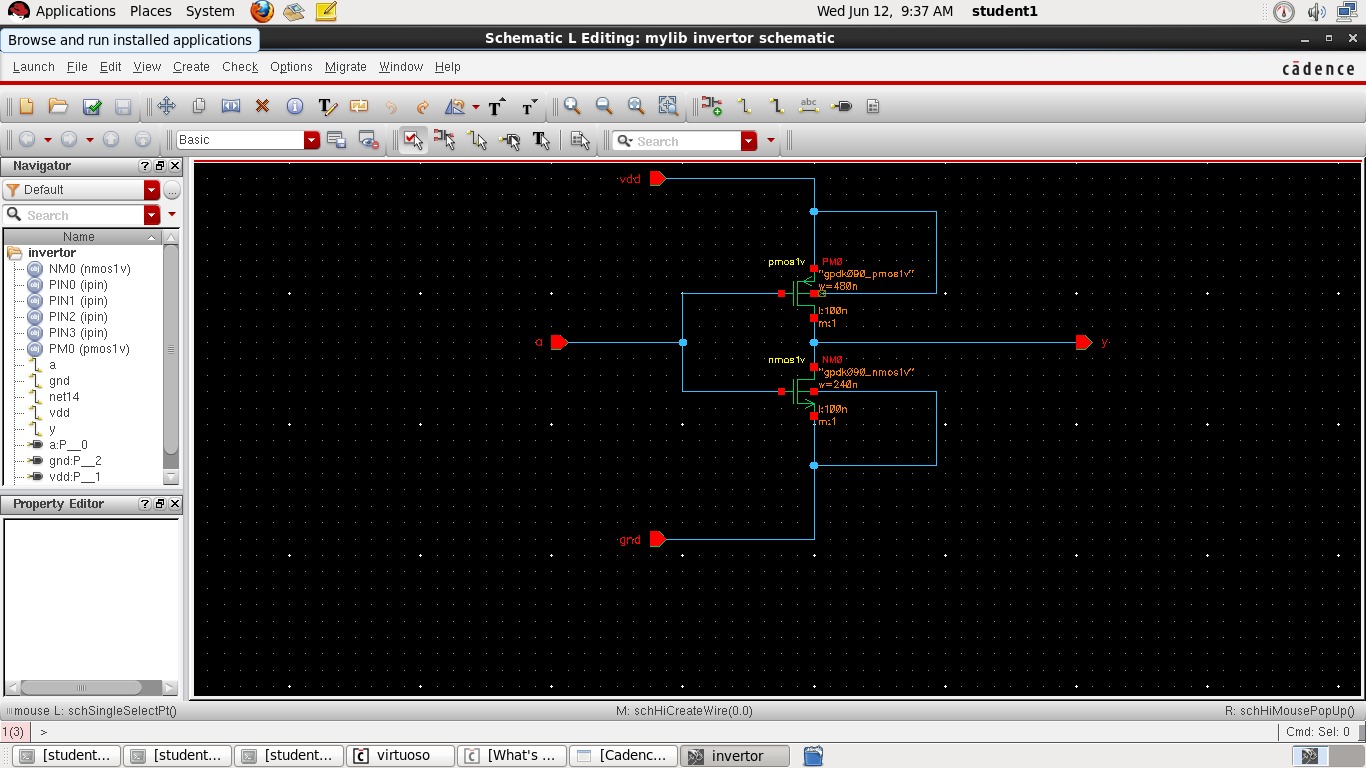 Applications Places System Wed Jun 12, 9:37 AM student1
Browse and run installed applications
Schematic L Editing: mylib invertor schematic
Launch File Edit View Create Check Options Migrate Window Help
cādence
abc
Basic
Search
Navigator
Default
Search
Name
invertor
NM0 (nmos1v)
PIN0 (ipin)
PIN1 (ipin)
PIN2 (ipin)
PIN3 (ipin)
PM0 (pmos1v)
a
gnd
net14
vdd
y
a:P__0
gnd:P__2
vdd:P__1
Property Editor
vdd
pmos1v PM0
"gpdk090_pmos1v"
w=480n
l:100n
m:1
a
y
nmos1v NM0
"gpdk090_nmos1v"
w=240n
l:100n
m:1
gnd
mouse L: schSingleSelectPt() M: schHiCreateWire(0.0) R: schHiMousePopUp()
1(3) > Cmd: Sel: 0
[student... [student... [student... virtuoso [What's ... [Cadenc... invertor